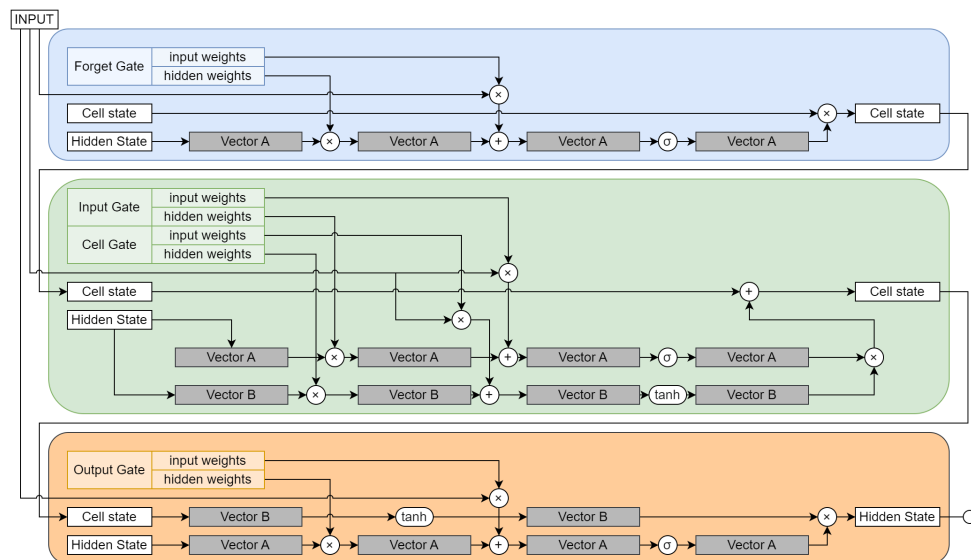 INPUT
Forget Gate
input weights
hidden weights
×
Cell state
×
Cell state
Hidden State
Vector A
×
Vector A
+
Vector A
σ
Vector A
Input Gate
input weights
hidden weights
Cell Gate
input weights
hidden weights
×
Cell state
+
Cell state
Hidden State
×
Vector A
×
Vector A
+
Vector A
σ
Vector A
×
Vector B
×
Vector B
+
Vector B
tanh
Vector B
Output Gate
input weights
hidden weights
×
Cell state
Vector B
tanh
Vector B
×
Hidden State
Hidden State
Vector A
×
Vector A
+
Vector A
σ
Vector A